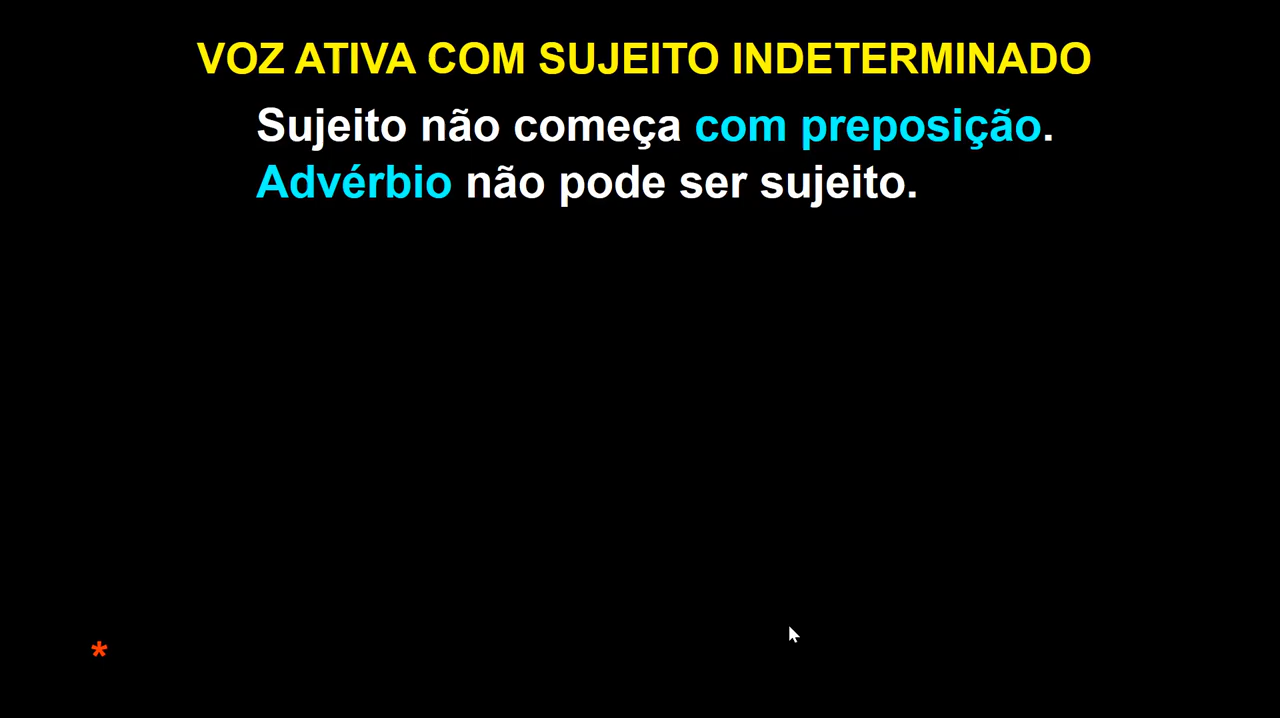 VOZ ATIVA COM SUJEITO INDETERMINADO
Sujeito não começa com preposição.
Advérbio não pode ser sujeito.
*